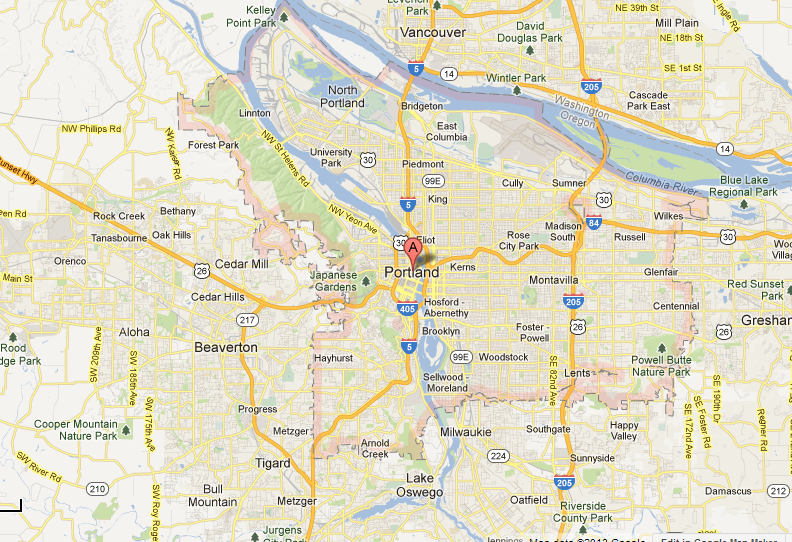 Kelley
Point Park
Leverich
Park
NE 39th St
Mill Plain
NE 18th St
Vancouver
David
Douglas Park
SE 1st St
5
14
Wintler Park
205
Cascade
Park East
North
Portland
Bridgeton
Washington
Oregon
Linnton
NW Phillips Rd
East
Columbia
Forest Park
NW Kaiser Rd
NW St Helens Rd
University
Park
30
Piedmont
14
99E
Cully
Sumner
Columbia River
Blue Lake
Regional Park
Sunset Hwy
King
5
30
NW Yeon Ave
Bethany
Rock Creek
Wilkes
84
Oak Hills
Tanasbourne
30
Eliot
A
Rose
City Park
Madison
South
Russell
30
Wood
Villag
Orenco
26
Cedar Mill
Portland
Kerns
Glenfair
Main St
Japanese
Gardens
Montavilla
Red Sunset
Park
Cedar Hills
405
Hosford -
Abernethy
205
Centennial
217
Gresham
Aloha
Brooklyn
Foster -
Powell
26
Rood
dge Park
SW 209th Ave
SW 185th Ave
Beaverton
5
Hayhurst
99E
Woodstock
Powell Butte
Nature Park
SE 82nd Ave
Lents
Sellwood -
Moreland
SW 175th Ave
Progress
Cooper Mountain
Nature Park
Metzger
Milwaukie
Southgate
Happy
Valley
SE 172nd Ave
SE Foster Rd
SE 190th Dr
Regner Rd
Arnold
Creek
SW River Rd
Tigard
224
Sunnyside
Lake
Oswego
205
210
Bull
Mountain
Metzger
Oatfield
Damascus
212
SW Roy Rogers
Riverside
County Park
Jurgens
City Park
Jennings
Map data ©2012 Google
Edit in Google Map Maker